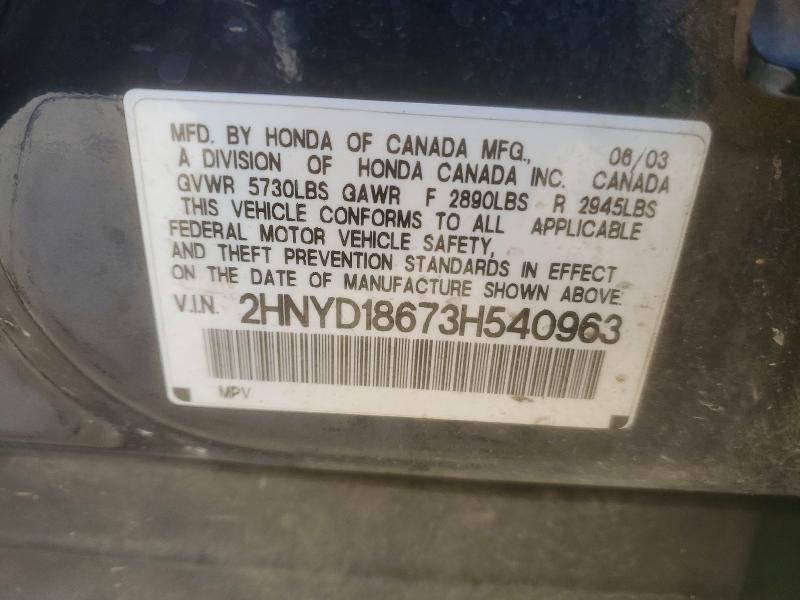 MFD. BY HONDA OF CANADA MFG., 06/03
A DIVISION OF HONDA CANADA INC. CANADA
GVWR 5730LBS GAWR F 2890LBS R 2945LBS
THIS VEHICLE CONFORMS TO ALL APPLICABLE
FEDERAL MOTOR VEHICLE SAFETY,
AND THEFT PREVENTION STANDARDS IN EFFECT
ON THE DATE OF MANUFACTURE SHOWN ABOVE.
V.I.N. 2HNYD18673H540963
MPV